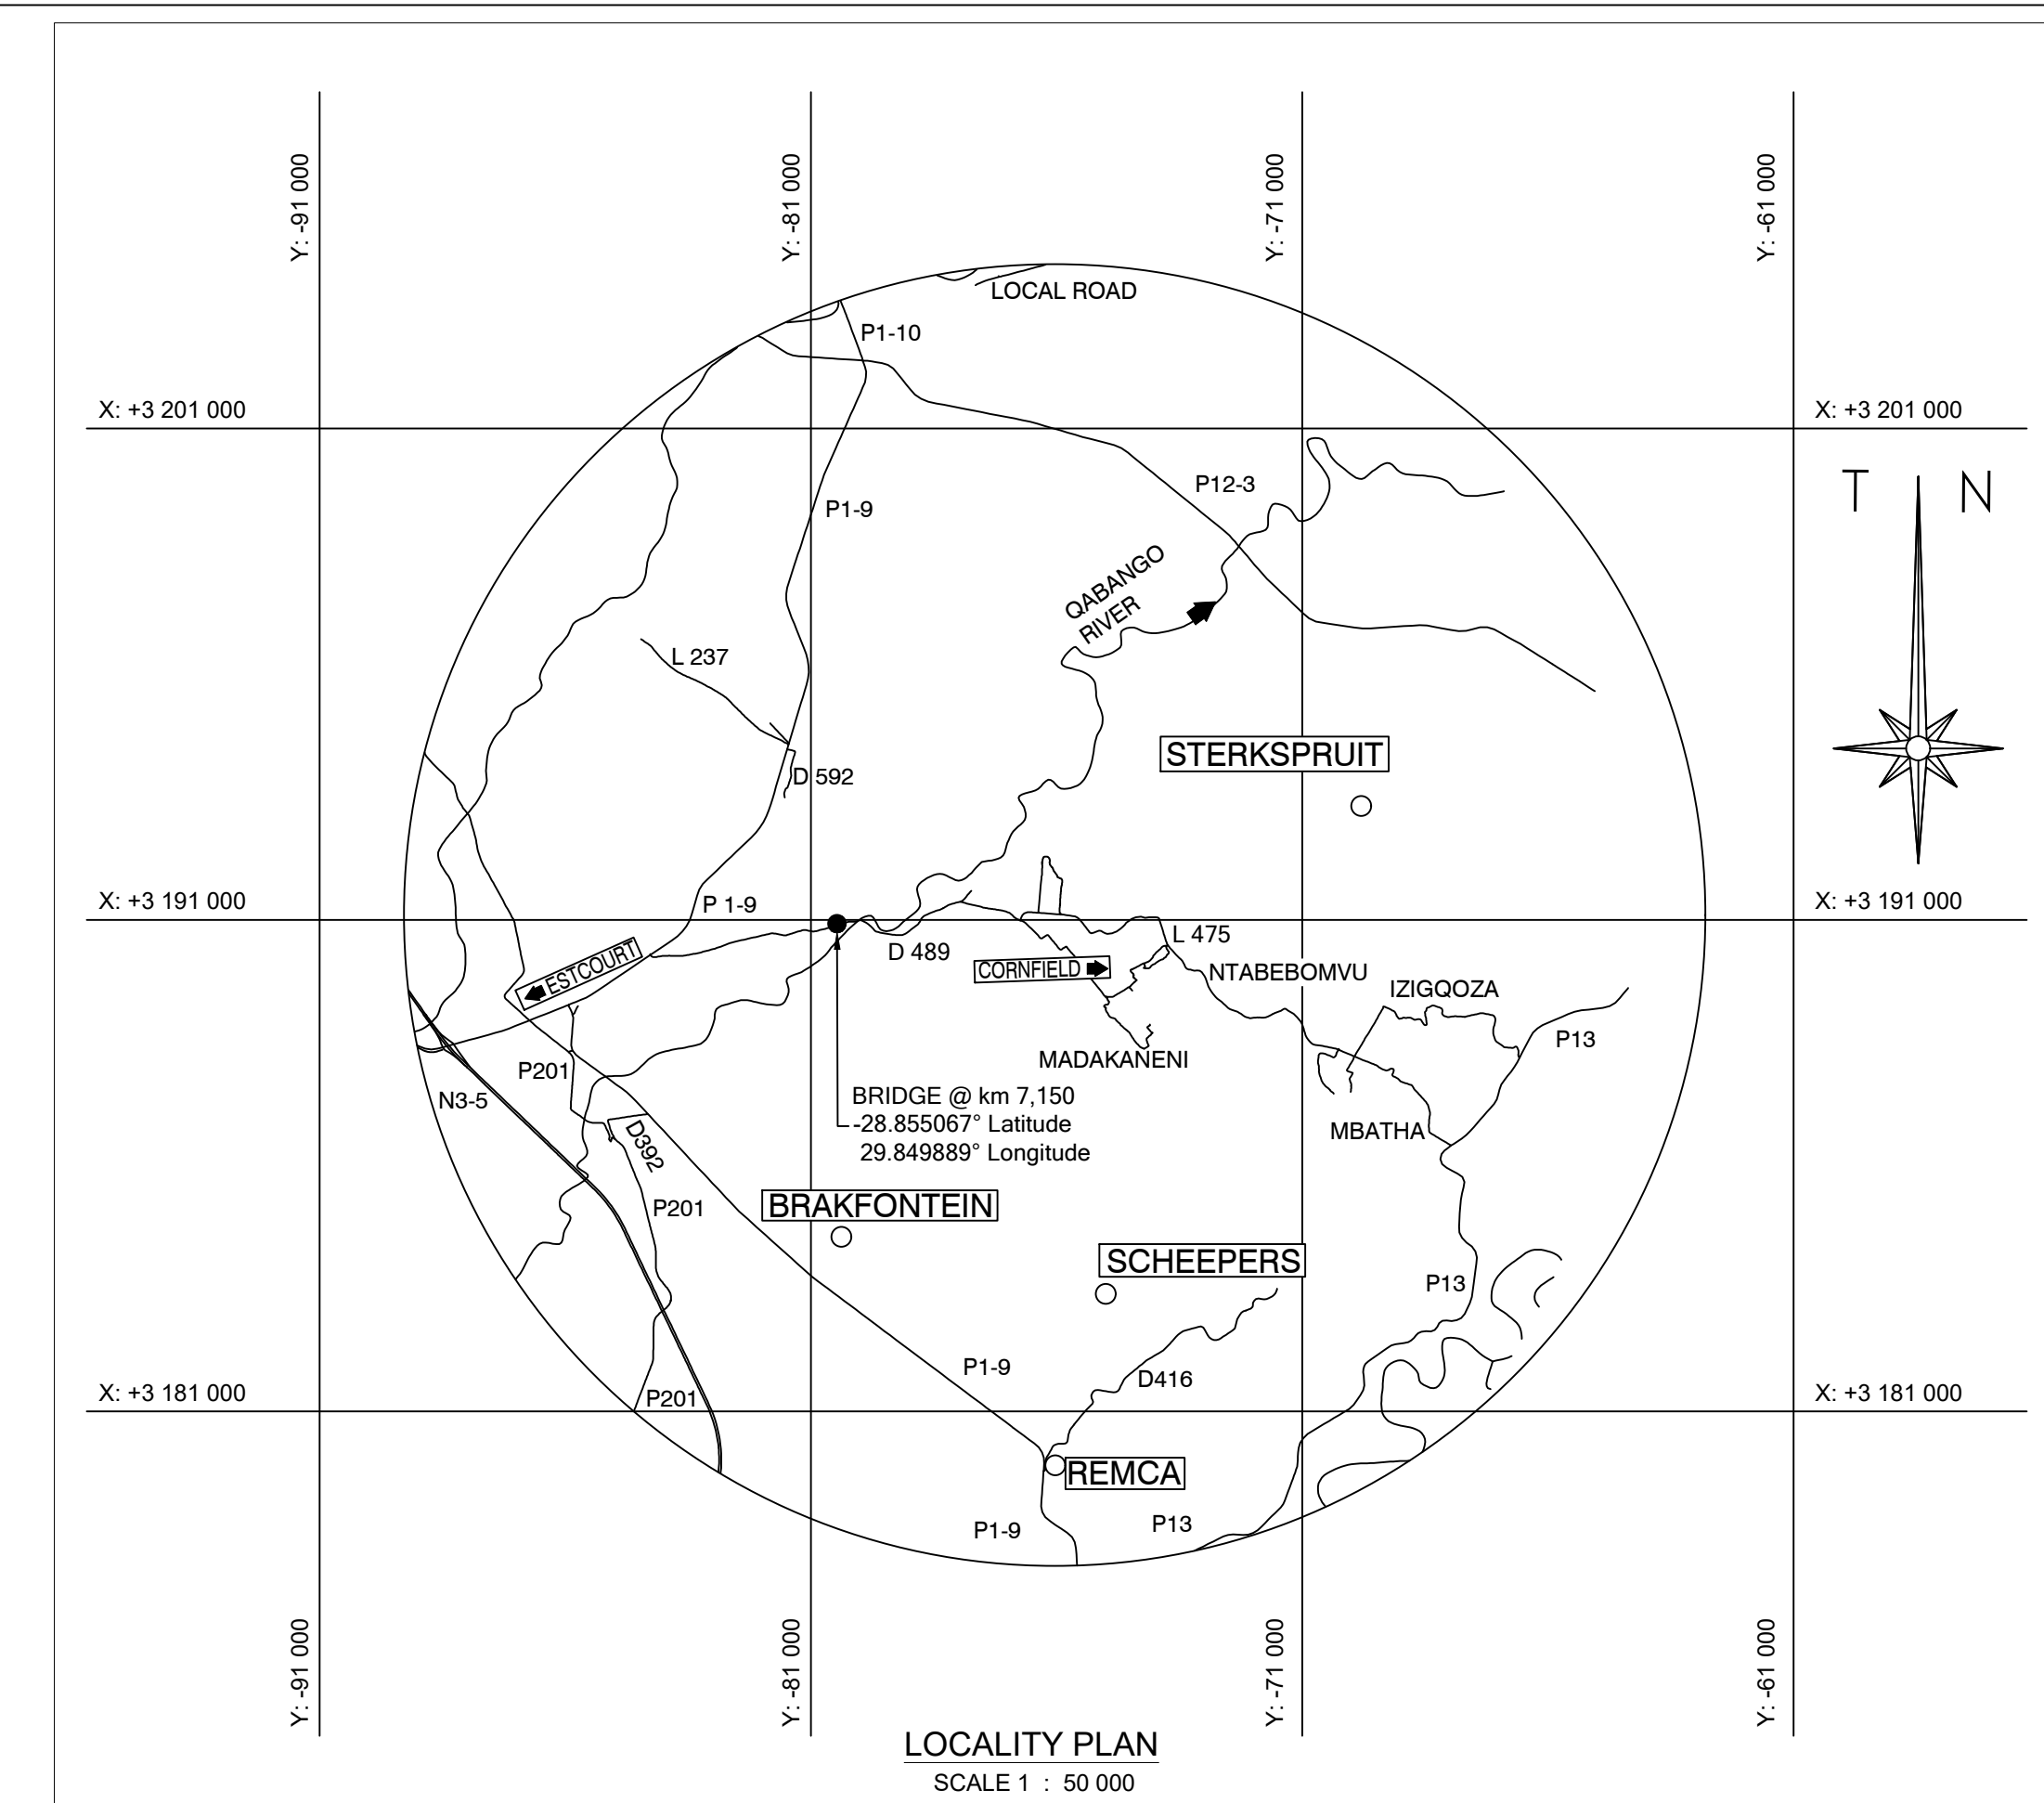 Y: -91 000
Y: -81 000
Y: -71 000
Y: -61 000
LOCAL ROAD
P1-10
X: +3 201 000
X: +3 201 000
T N
P12-3
P1-9
QABANGO
RIVER
L 237
STERKSPRUIT
D 592
X: +3 191 000
P 1-9
X: +3 191 000
L 475
D 489
ESTCOURT
CORNFIELD
NTABEBOMVU
IZIGQOZA
P13
MADAKANENI
P201
N3-5
BRIDGE @ km 7,150
-28.855067° Latitude
29.849889° Longitude
D392
MBATHA
BRAKFONTEIN
P201
SCHEEPERS
P13
P1-9
D416
X: +3 181 000
P201
X: +3 181 000
REMCA
P1-9
P13
Y: -91 000
Y: -81 000
Y: -71 000
Y: -61 000
LOCALITY PLAN
SCALE 1 : 50 000